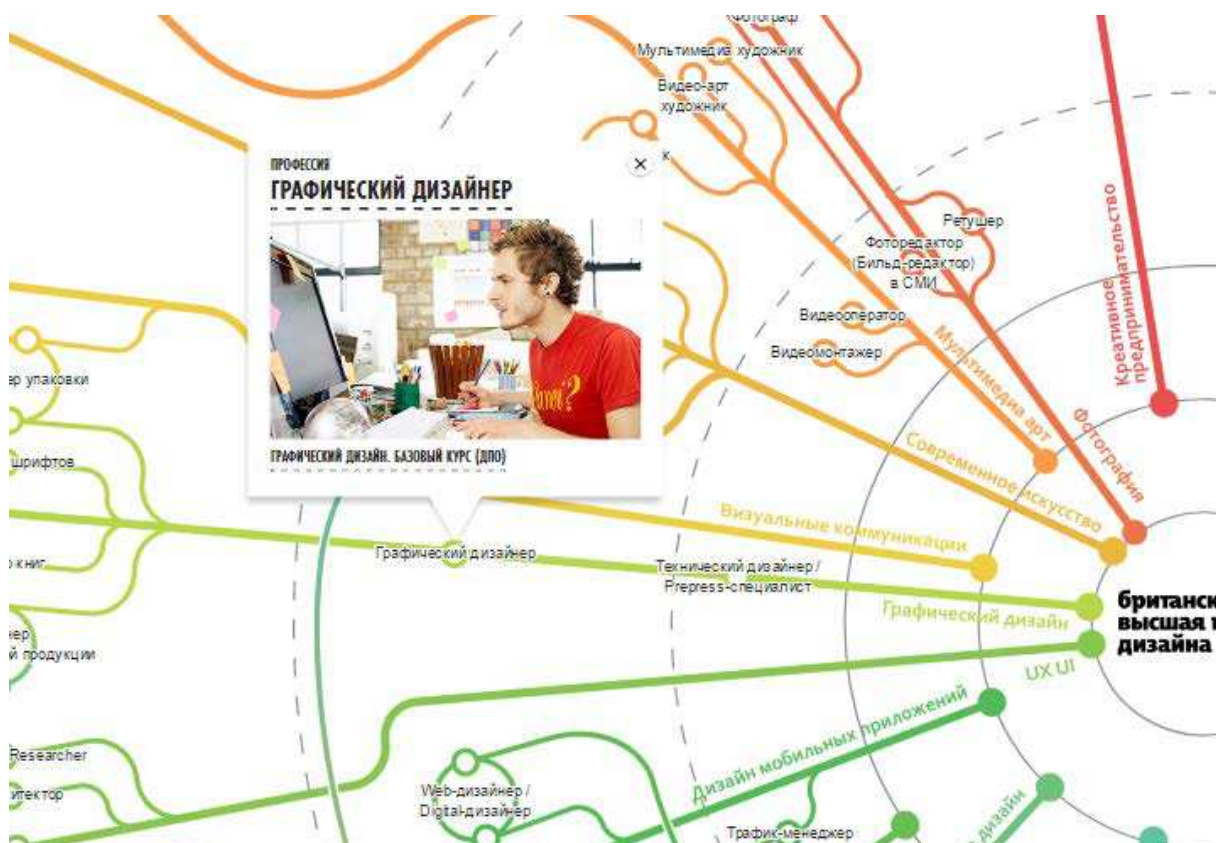 Фотограф
Мультимедиа художник
Видео-арт
художник
к
ПРОФЕССИЯ
ГРАФИЧЕСКИЙ ДИЗАЙНЕР
ГРАФИЧЕСКИЙ ДИЗАЙН. БАЗОВЫЙ КУРС (ДПО)
Ретушер
Фоторедактор
(Бильд-редактор)
в СМИ
Видеооператор
Видеомонтажер
Креативное
предпринимательство
Мультимедиа арт
Фотография
Современное искусство
Визуальные коммуникации
ер упаковки
шрифтов
Графический дизайнер
Технический дизайнер /
Prepress-специалист
книг
Графический дизайн
британск
высшая
дизайна
нер
й продукции
UX UI
Дизайн мобильных приложений
Researcher
итектор
Web-дизайнер /
Digital-дизайнер
Трафик-менеджер
дизайн